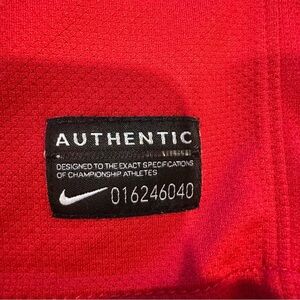 AUTHENTIC
DESIGNED TO THE EXACT SPECIFICATIONS
OF CHAMPIONSHIP ATHLETES
016246040